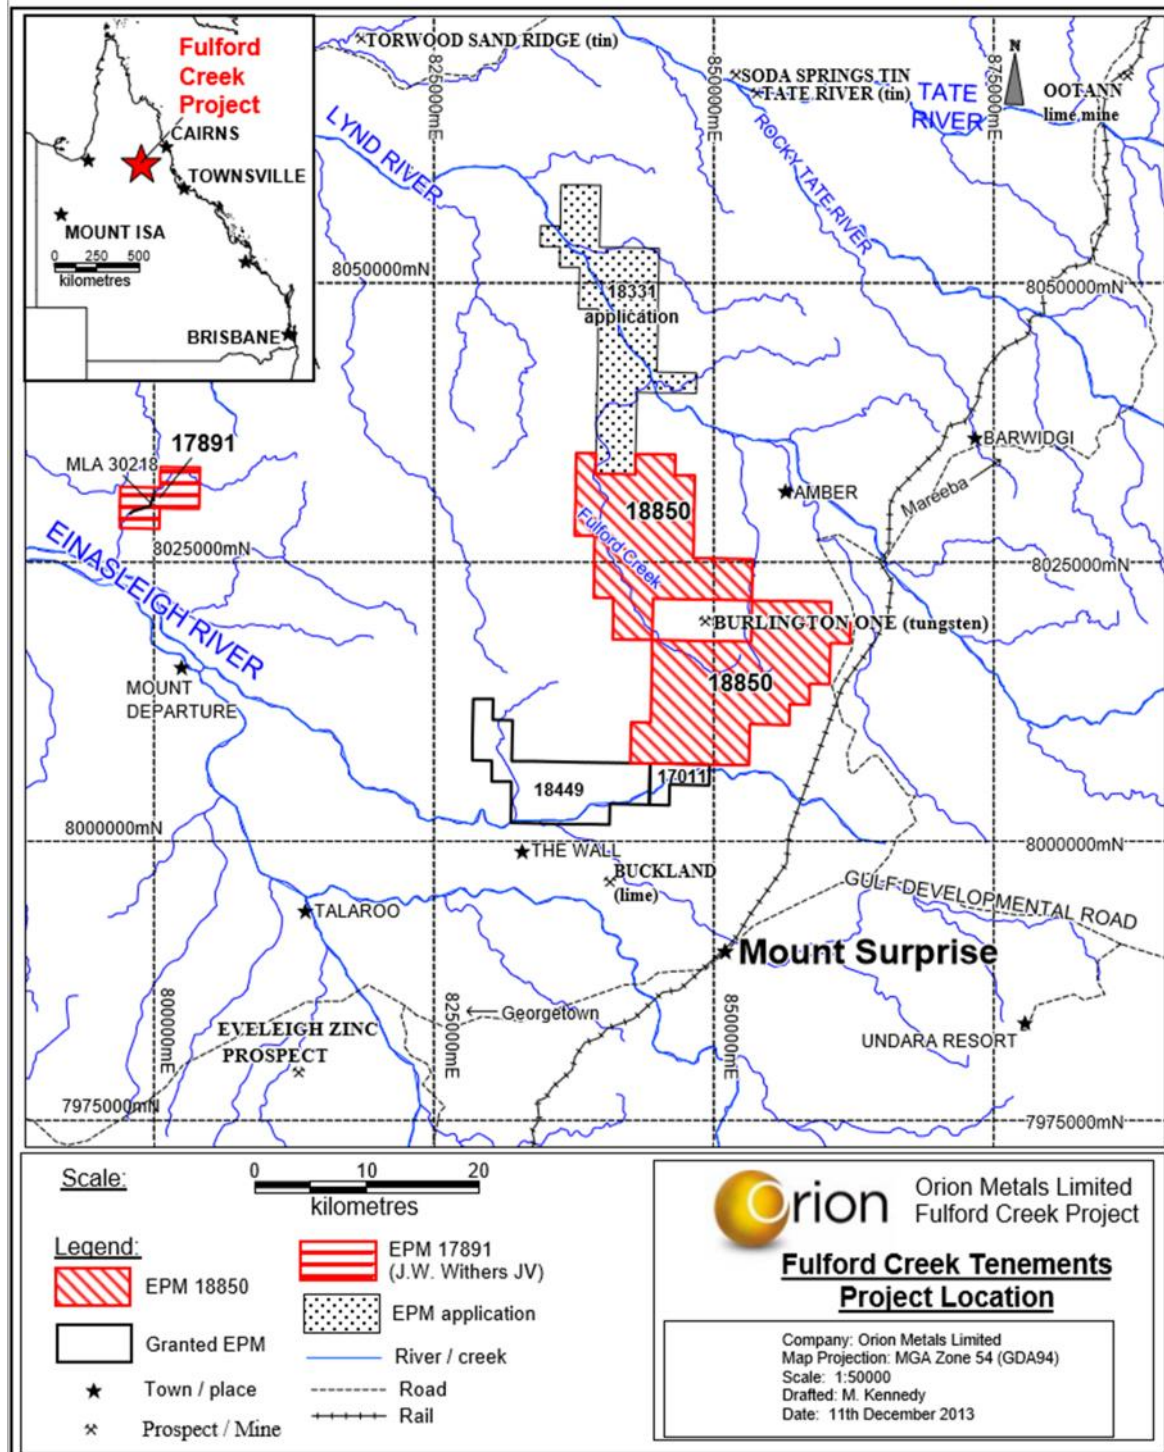 Fulford
Creek
Project
CAIRNS
TOWNSVILLE
MOUNT ISA
0 250 500
kilometres
BRISBANE
TORWOOD SAND RIDGE (tin)
825000mE
850000mE
875000mE
N
SODA SPRINGS TIN
TATE RIVER (tin)
TATE
RIVER
OOTANN
lime mine
LYND RIVER
ROCKY TATE RIVER
8050000mN
8050000mN
18331
application
17891
MLA 30218
BARWIDGI
AMBER
Mareeba
18850
Fulford Creek
8025000mN
8025000mN
EINASLEIGH RIVER
BURLINGTON ONE (tungsten)
MOUNT
DEPARTURE
18850
18449
17011
8000000mN
8000000mN
THE WALL
BUCKLAND
(lime)
GULF DEVELOPMENTAL ROAD
TALAROO
Mount Surprise
800000mE
825000mE
850000mE
Georgetown
EVELEIGH ZINC
PROSPECT
UNDARA RESORT
7975000mN
7975000mN
Scale:
0 10 20
kilometres
Legend:
EPM 18850
EPM 17891
(J.W. Withers JV)
Granted EPM
EPM application
Town / place
River / creek
Road
Prospect / Mine
Rail
Orion
Orion Metals Limited
Fulford Creek Project
Fulford Creek Tenements
Project Location
Company: Orion Metals Limited
Map Projection: MGA Zone 54 (GDA94)
Scale: 1:50000
Drafted: M. Kennedy
Date: 11th December 2013